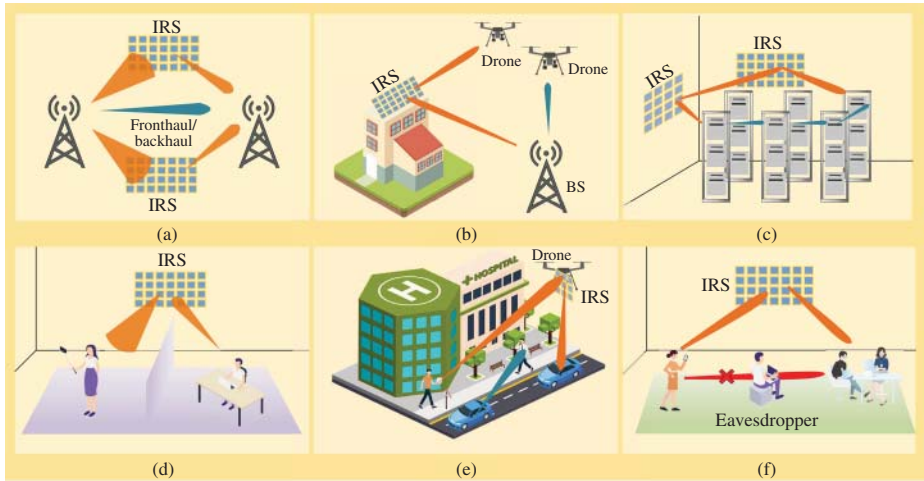 IRS
Fronthaul/
backhaul
IRS
(a)
IRS
Drone
Drone
BS
(b)
IRS
IRS
(c)
IRS
(d)
HOSPITAL
H
Drone
IRS
(e)
IRS
Eavesdropper
(f)